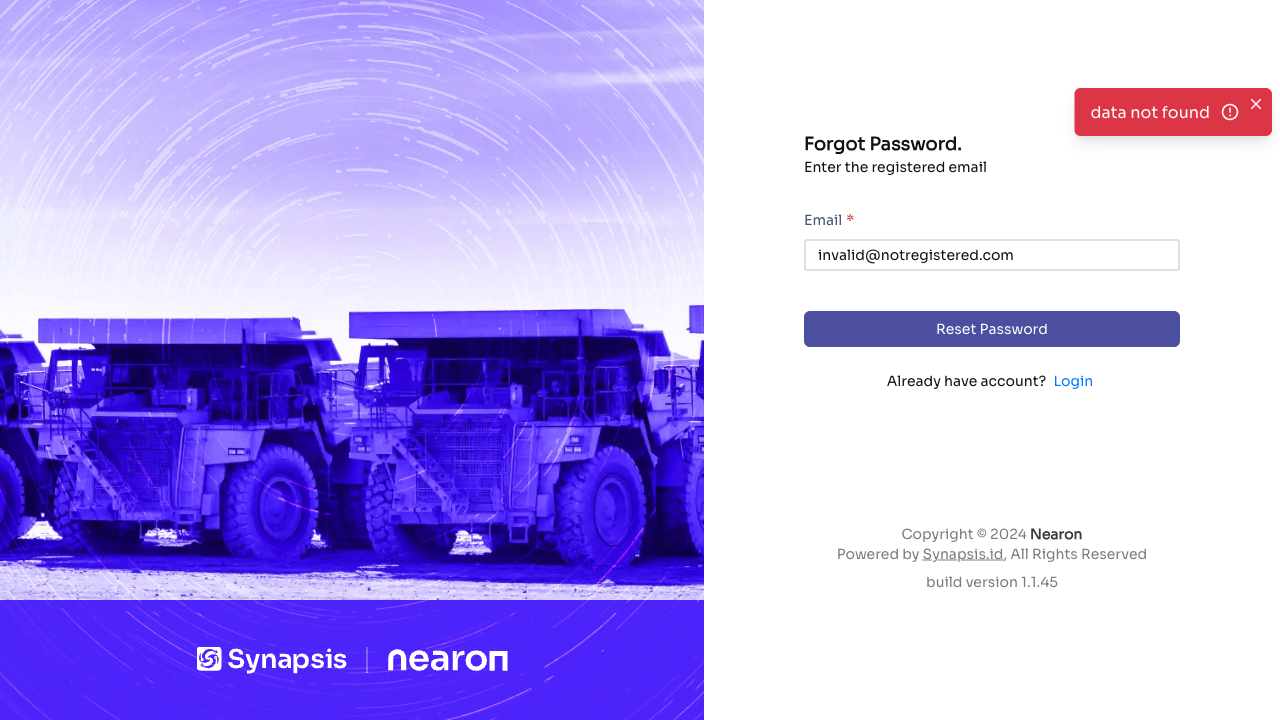 data not found
Forgot Password.
Enter the registered email
Email *
invalid@notregistered.com
Reset Password
Already have account? Login
Copyright © 2024 Nearon
Powered by Synapsis.id, All Rights Reserved
build version 1.1.45
Synapsis | nearon